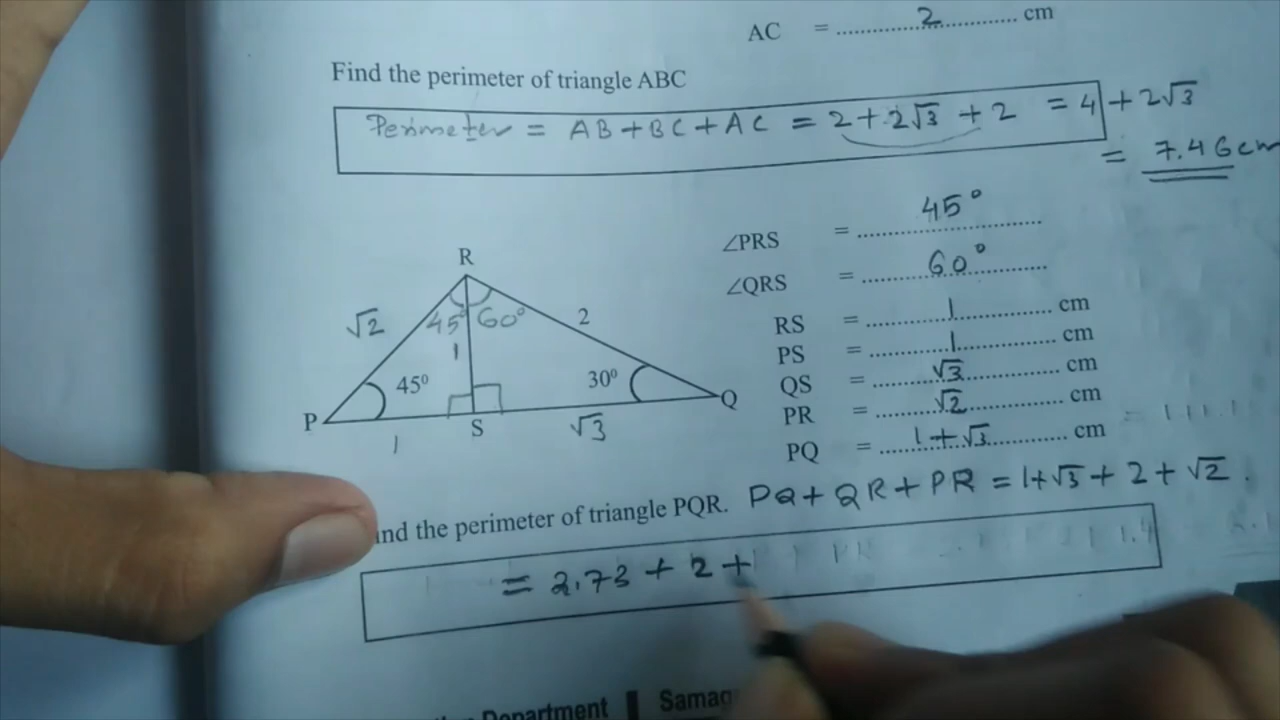 AC = 2 cm
Find the perimeter of triangle ABC
Perimeter = AB + BC + AC = 2 + 2√3 + 2 = 4 + 2√3
= 7.46 cm
∠PRS = 45°
∠QRS = 60°
RS = 1 cm
PS = 1 cm
QS = √3 cm
PR = √2 cm
PQ = 1+√3 cm
R
√2 45° 60° 2
1
45° 30°
P S Q
1 √3
ind the perimeter of triangle PQR. PQ + QR + PR = 1+√3 + 2 + √2.
= 2.73 + 2 +
Department